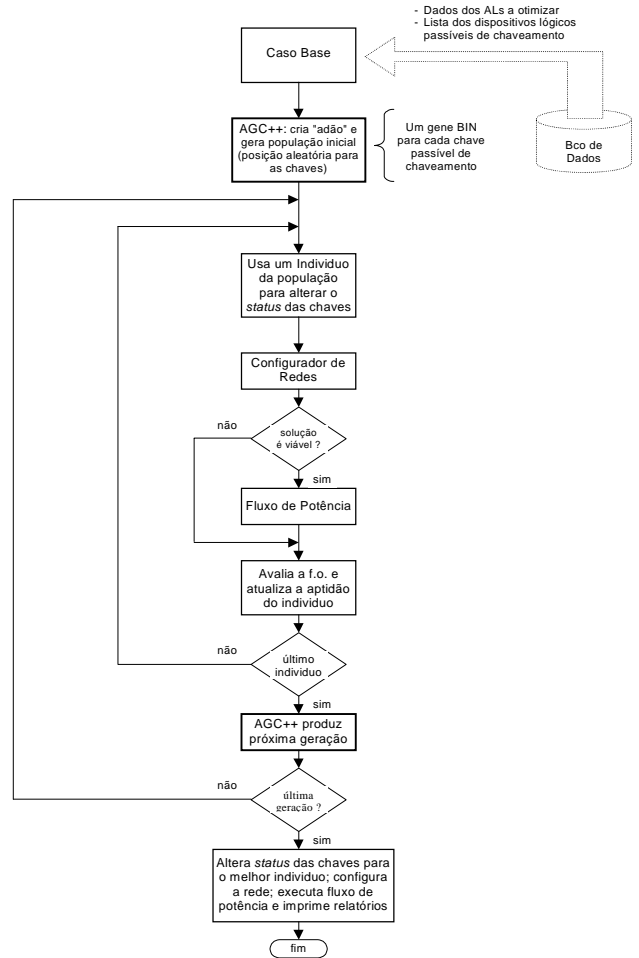 - Dados dos ALs a otimizar
- Lista dos dispositivos lógicos
passíveis de chaveamento
Caso Base
Bco de
Dados
AGC++: cria "adão" e
gera população inicial
(posição aleatória para
as chaves)
Um gene BIN
para cada chave
passível de
chaveamento
Usa um Individuo
da população
para alterar o
status das chaves
Configurador de
Redes
não
solução
é viável ?
sim
Fluxo de Potência
Avalia a f.o. e
atualiza a aptidão
do individuo
não
último
individuo
sim
AGC++ produz
próxima geração
não
última
geração ?
sim
Altera status das chaves para
o melhor individuo; configura
a rede; executa fluxo de
potência e imprime relatórios
fim